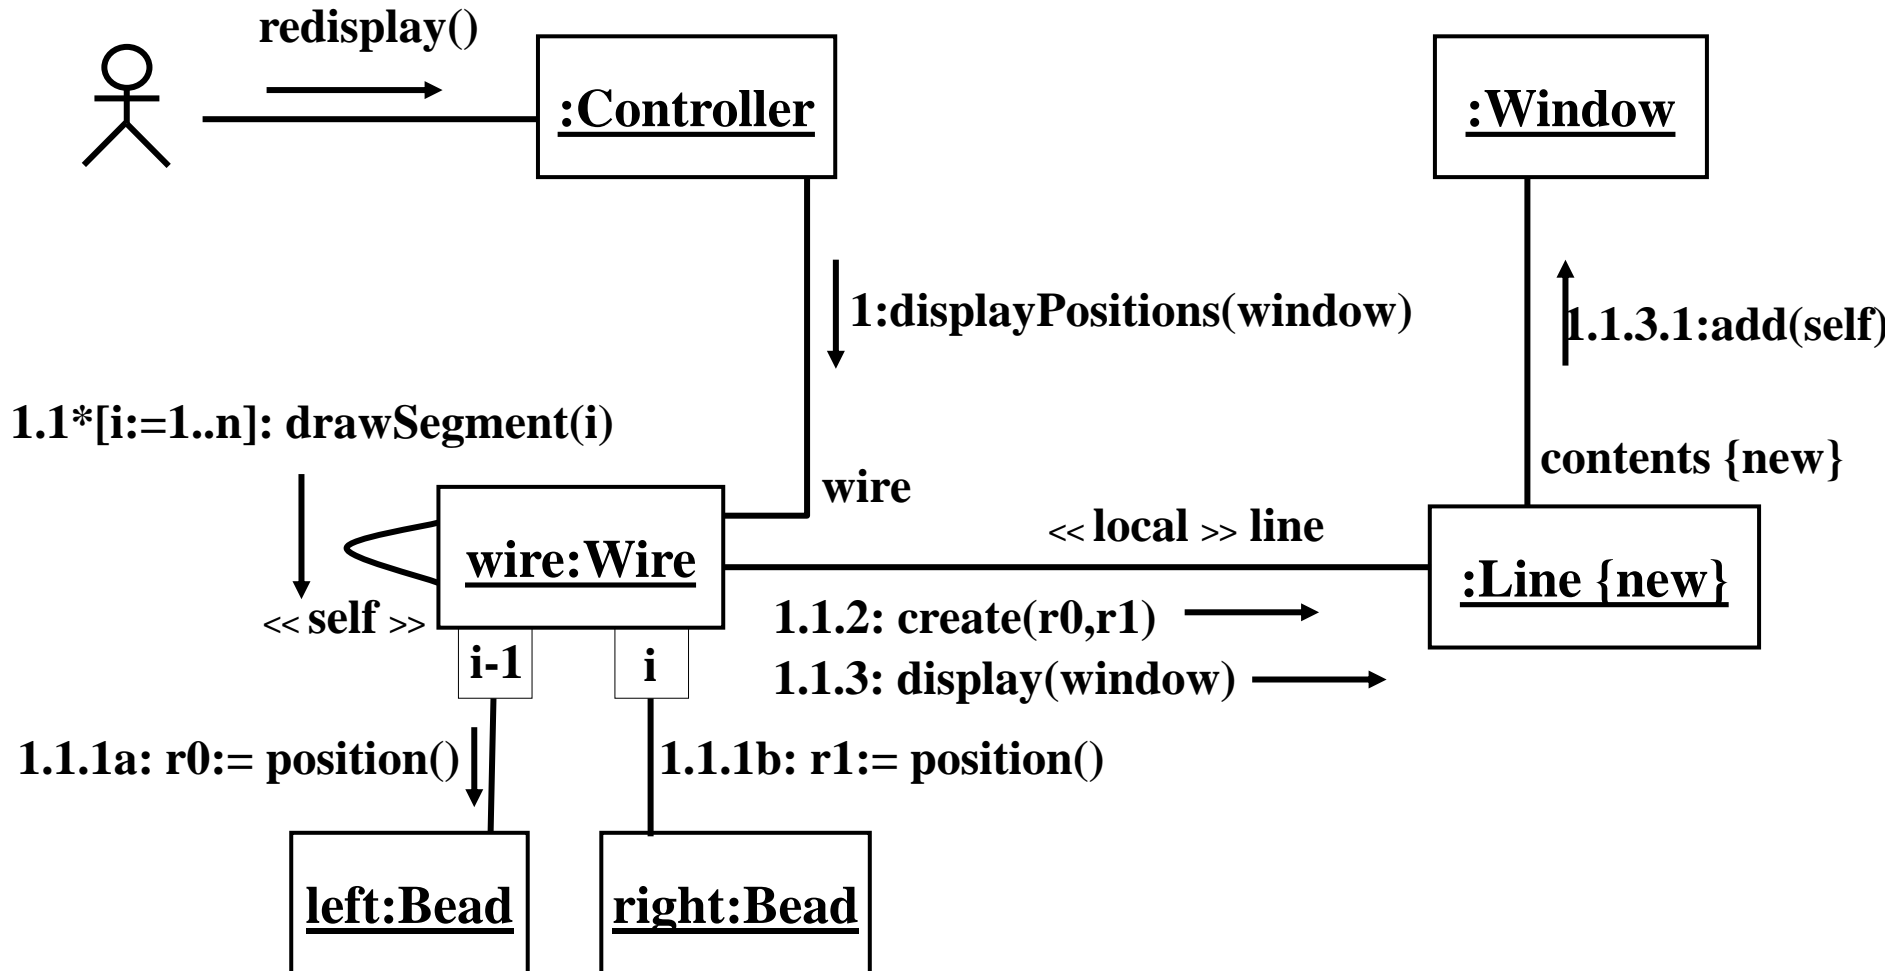 redisplay()
:Controller
:Window
1:displayPositions(window)
1.1.3.1:add(self)
1.1*[i:=1..n]: drawSegment(i)
contents {new}
wire
<< local >> line
wire:Wire
:Line {new}
<< self >>
1.1.2: create(r0,r1)
i-1
i
1.1.3: display(window)
1.1.1a: r0:= position()
1.1.1b: r1:= position()
left:Bead
right:Bead